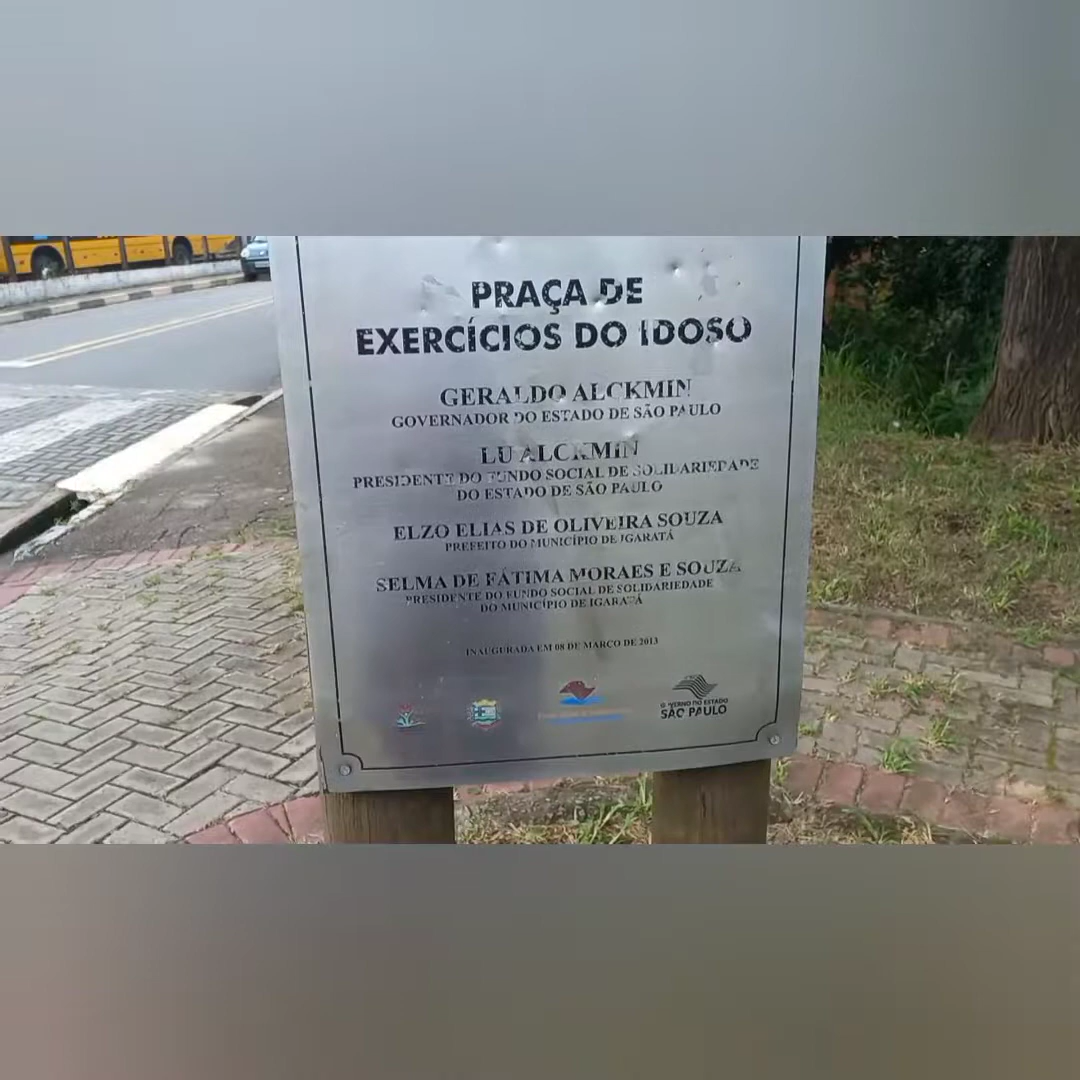 PRAÇA DE
EXERCÍCIOS DO IDOSO
GERALDO ALCKMIN
GOVERNADOR DO ESTADO DE SÃO PAULO
LU ALCKMIN
PRESIDENTE DO FUNDO SOCIAL DE SOLIDARIEDADE
DO ESTADO DE SÃO PAULO
ELZO ELIAS DE OLIVEIRA SOUZA
PREFEITO DO MUNICÍPIO DE IGARATÁ
SELMA DE FÁTIMA MORAES E SOUZA
PRESIDENTE DO FUNDO SOCIAL DE SOLIDARIEDADE
DO MUNICÍPIO DE IGARATÁ
INAUGURADA EM 08 DE MARÇO DE 2013
GOVERNO DO ESTADO
SÃO PAULO